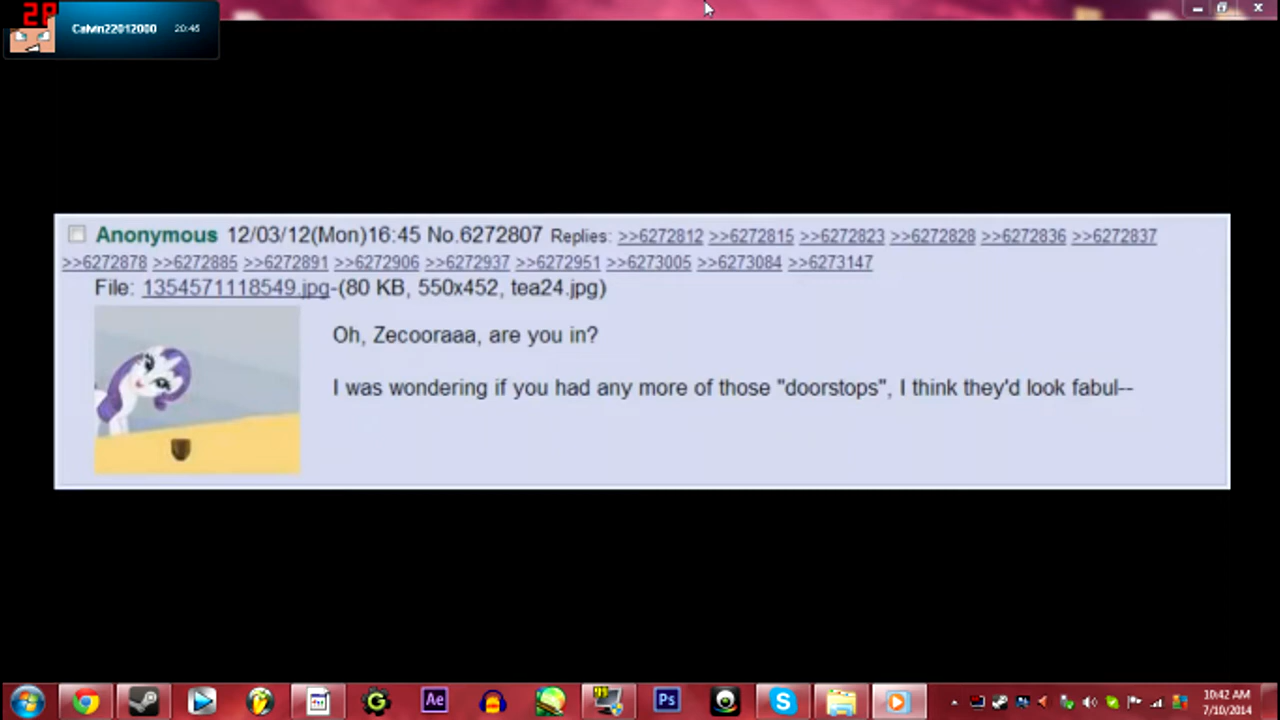 28
Calvin22012000 20:45
Anonymous 12/03/12(Mon)16:45 No.6272807 Replies: >>6272812 >>6272815 >>6272823 >>6272828 >>6272836 >>6272837
>>6272878 >>6272885 >>6272891 >>6272906 >>6272937 >>6272951 >>6273005 >>6273084 >>6273147
File: 1354571118549.jpg-(80 KB, 550x452, tea24.jpg)
Oh, Zecooraaa, are you in?
I was wondering if you had any more of those "doorstops", I think they'd look fabul--
Ae
Ps
10:42 AM
7/10/2014